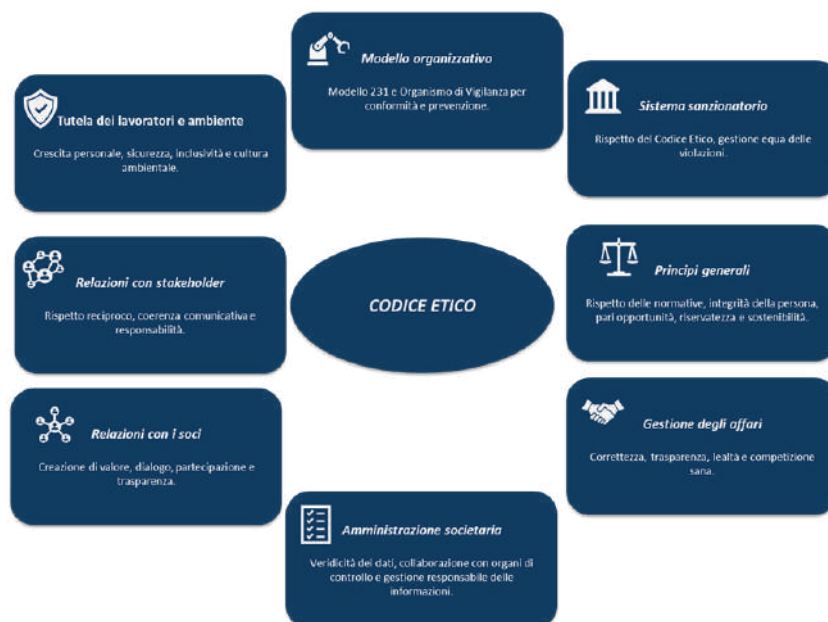 Modello organizzativo
Modello 231 e Organismo di Vigilanza per
conformità e prevenzione.
Tutela dei lavoratori e ambiente
Crescita personale, sicurezza, inclusività e cultura
ambientale.
Sistema sanzionatorio
Rispetto del Codice Etico, gestione equa delle
violazioni.
Relazioni con stakeholder
Rispetto reciproco, coerenza comunicativa e
responsabilità.
CODICE ETICO
Principi generali
Rispetto delle normative, integrità della persona,
pari opportunità, riservatezza e sostenibilità.
Relazioni con i soci
Creazione di valore, dialogo, partecipazione e
trasparenza.
Gestione degli affari
Correttezza, trasparenza, lealtà e competizione
sana.
Amministrazione societaria
Veridicità dei dati, collaborazione con organi di
controllo e gestione responsabile delle
informazioni.